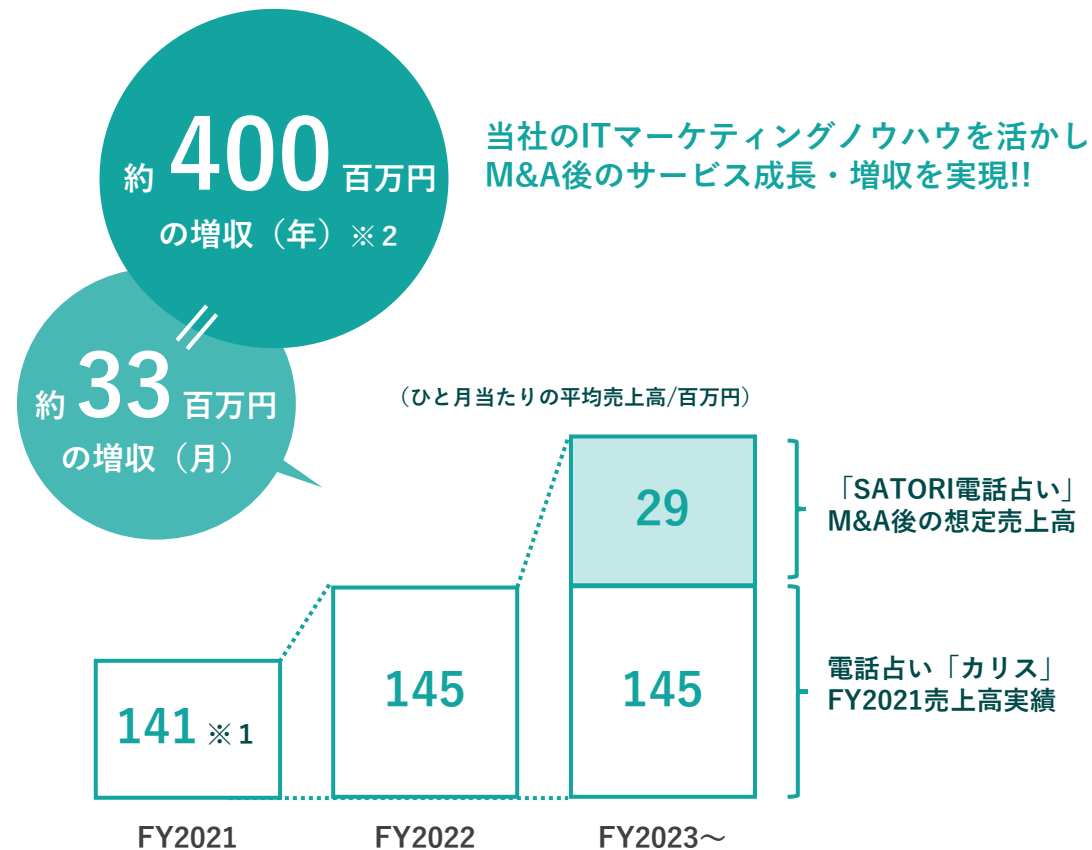 約 400 百万円
の増収（年）※２
当社のITマーケティングノウハウを活かし
M&A後のサービス成長・増収を実現!!
約 33 百万円
の増収（月）
（ひと月当たりの平均売上高/百万円）
29
「SATORI電話占い」
M&A後の想定売上高
141 ※１
145
145
電話占い「カリス」
FY2021売上高実績
FY2021
FY2022
FY2023～